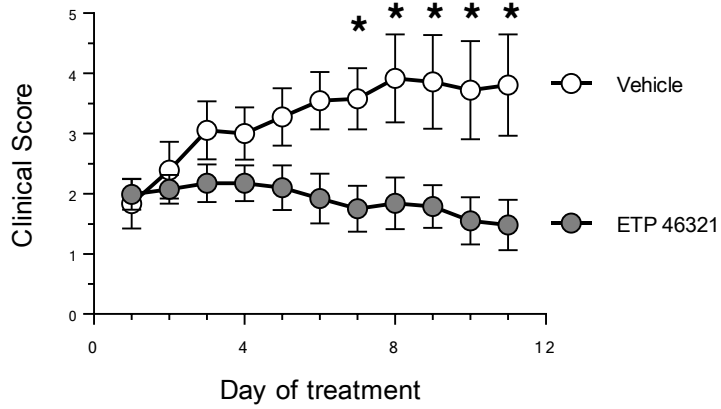 5
* * * * *
4
Vehicle
3
Clinical Score
2
ETP 46321
1
0
0 4 8 12
Day of treatment